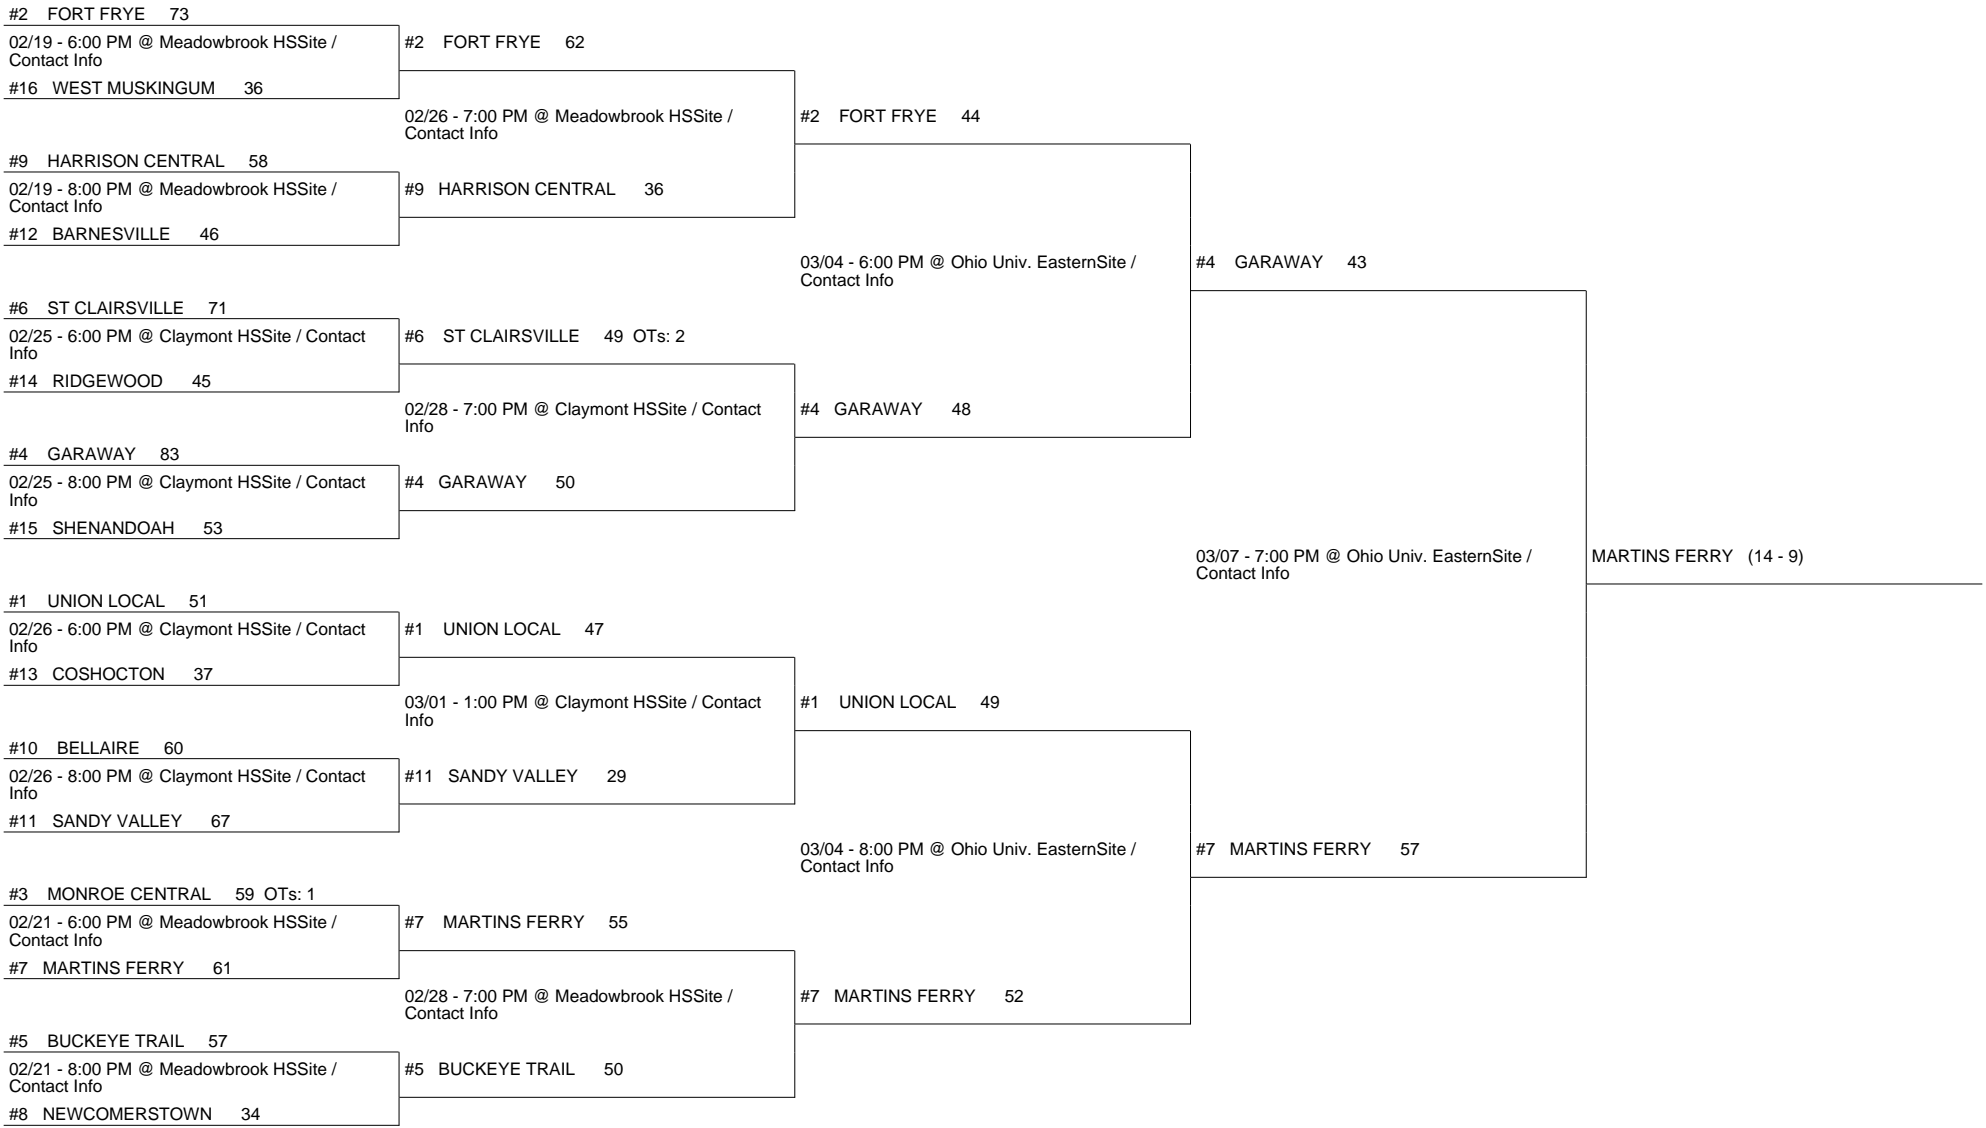 #2 FORT FRYE 73
02/19 - 6:00 PM @ Meadowbrook HSSite /
Contact Info
#16 WEST MUSKINGUM 36
#9 HARRISON CENTRAL 58
02/19 - 8:00 PM @ Meadowbrook HSSite /
Contact Info
#12 BARNESVILLE 46
#6 ST CLAIRSVILLE 71
02/25 - 6:00 PM @ Claymont HSSite / Contact
Info
#14 RIDGEWOOD 45
#4 GARAWAY 83
02/25 - 8:00 PM @ Claymont HSSite / Contact
Info
#15 SHENANDOAH 53
#1 UNION LOCAL 51
02/26 - 6:00 PM @ Claymont HSSite / Contact
Info
#13 COSHOCTON 37
#10 BELLAIRE 60
02/26 - 8:00 PM @ Claymont HSSite / Contact
Info
#11 SANDY VALLEY 67
#3 MONROE CENTRAL 59 OTs: 1
02/21 - 6:00 PM @ Meadowbrook HSSite /
Contact Info
#7 MARTINS FERRY 61
#5 BUCKEYE TRAIL 57
02/21 - 8:00 PM @ Meadowbrook HSSite /
Contact Info
#8 NEWCOMERSTOWN 34
#2 FORT FRYE 62
02/26 - 7:00 PM @ Meadowbrook HSSite /
Contact Info
#9 HARRISON CENTRAL 36
#6 ST CLAIRSVILLE 49 OTs: 2
02/28 - 7:00 PM @ Claymont HSSite / Contact
Info
#4 GARAWAY 50
#1 UNION LOCAL 47
03/01 - 1:00 PM @ Claymont HSSite / Contact
Info
#11 SANDY VALLEY 29
#7 MARTINS FERRY 55
02/28 - 7:00 PM @ Meadowbrook HSSite /
Contact Info
#5 BUCKEYE TRAIL 50
#2 FORT FRYE 44
03/04 - 6:00 PM @ Ohio Univ. EasternSite /
Contact Info
#4 GARAWAY 48
#1 UNION LOCAL 49
03/04 - 8:00 PM @ Ohio Univ. EasternSite /
Contact Info
#7 MARTINS FERRY 52
#4 GARAWAY 43
03/07 - 7:00 PM @ Ohio Univ. EasternSite /
Contact Info
#7 MARTINS FERRY 57
MARTINS FERRY (14 - 9)